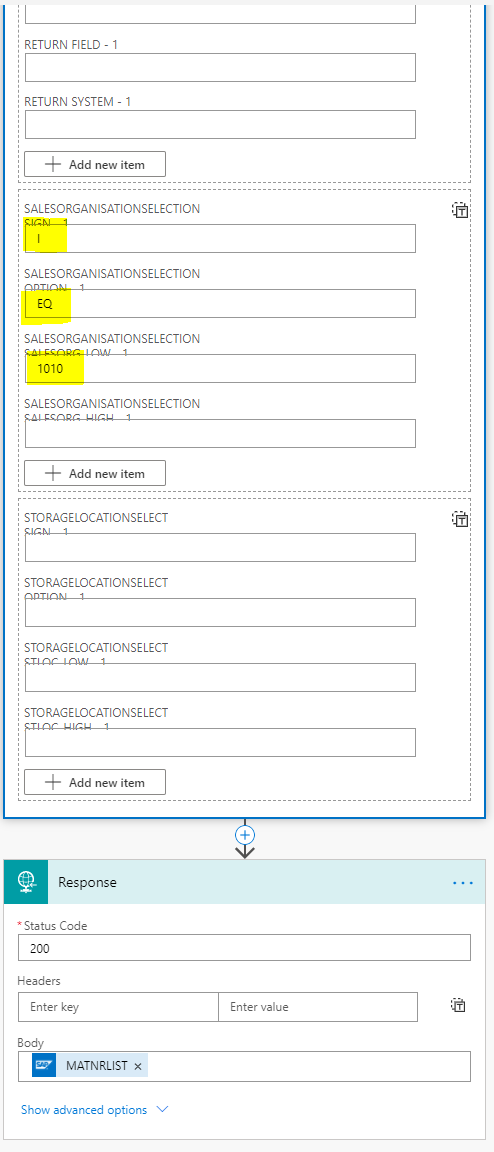 RETURN FIELD - 1
RETURN SYSTEM - 1
Add new item
SALESORGANISATIONSELECTION
SIGN - 1
I
SALESORGANISATIONSELECTION
OPTION - 1
EQ
SALESORGANISATIONSELECTION
SALESORG_LOW - 1
1010
SALESORGANISATIONSELECTION
SALESORG_HIGH - 1
Add new item
STORAGELOCATIONSELECT
SIGN - 1
STORAGELOCATIONSELECT
OPTION - 1
STORAGELOCATIONSELECT
STLOC_LOW - 1
STORAGELOCATIONSELECT
STLOC_HIGH - 1
Add new item
Response
*Status Code
200
Headers
Enter key Enter value
Body
SAP MATNRLIST ×
Show advanced options